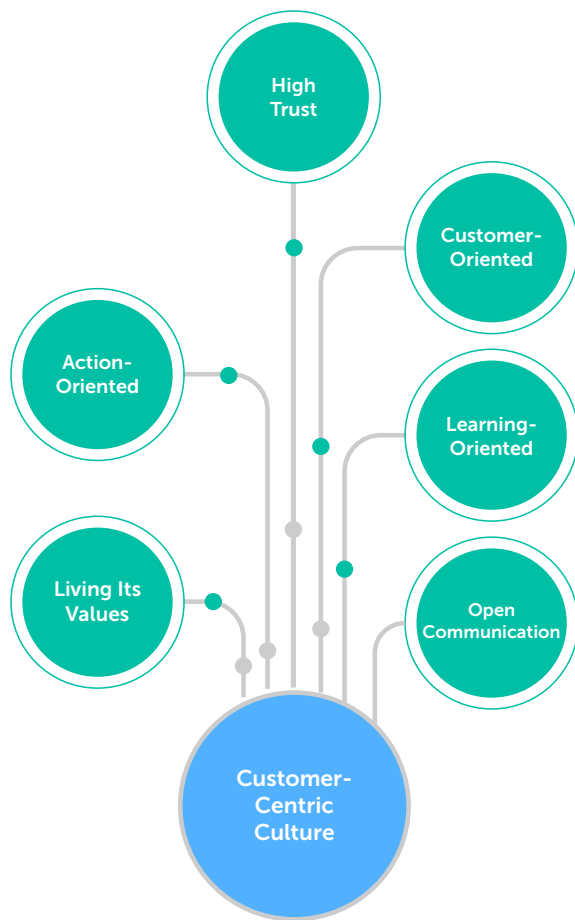 High
Trust
Customer-
Oriented
Action-
Oriented
Learning-
Oriented
Living Its
Values
Open
Communication
Customer-
Centric
Culture